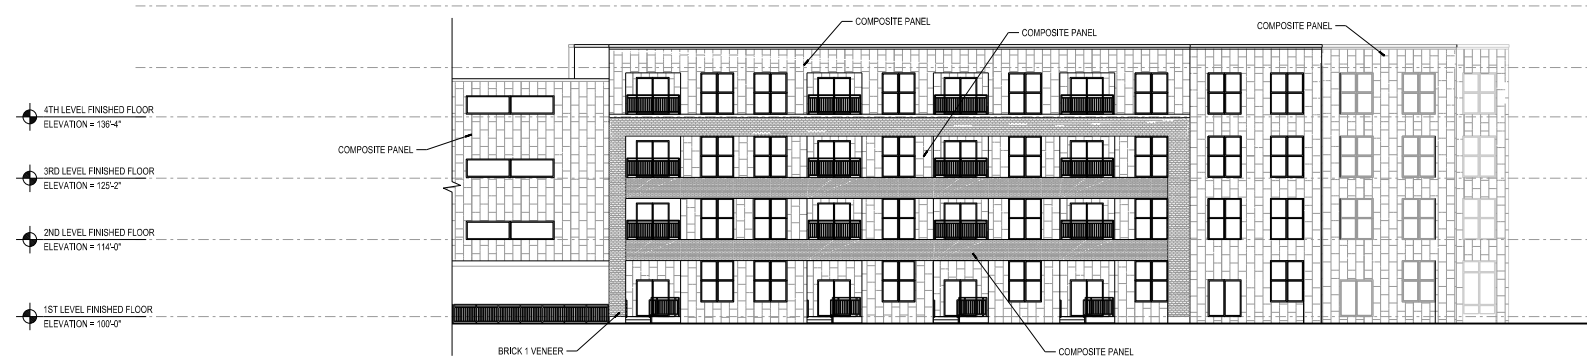 COMPOSITE PANEL
COMPOSITE PANEL
COMPOSITE PANEL
4TH LEVEL FINISHED FLOOR
ELEVATION = 136'-4"
COMPOSITE PANEL
3RD LEVEL FINISHED FLOOR
ELEVATION = 125'-2"
2ND LEVEL FINISHED FLOOR
ELEVATION = 114'-0"
1ST LEVEL FINISHED FLOOR
ELEVATION = 100'-0"
BRICK 1 VENEER
COMPOSITE PANEL